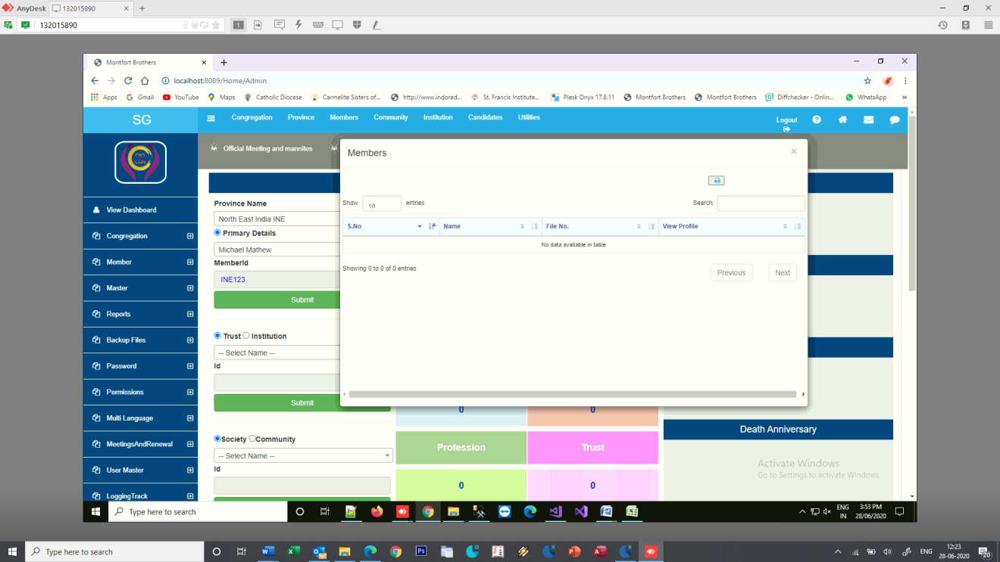 AnyDesk
132015890
132015890
1
Montfort Brothers
localhost:8089/Home/Admin
Apps
Gmail
YouTube
Maps
Catholic Diocese
Carmelite Sisters of...
http://www.indored...
St. Francis Institute...
Plesk Onyx 17.8.11
Montfort Brothers
Montfort Brothers
Diffchecker - Onlin...
WhatsApp
SG
Congregation
Province
Members
Community
Institution
Candidates
Utilities
Logout
Official Meeting and mannites
DIO
CON
View Dashboard
Congregation
Member
Master
Reports
Backup Files
Password
Permissions
Multi Language
MeetingsAndRenewal
User Master
LoggingTrack
Province Name
North East India INE
Primary Details
Michael Mathew
MemberId
INE123
Submit
Trust Institution
-- Select Name --
Id
Submit
Society Community
-- Select Name --
Id
Members
×
Show 10 entries
Search:
S.No
Name
File No.
View Profile
No data available in table
Showing 0 to 0 of 0 entries
Previous
Next
0
0
Profession
Trust
0
0
Death Anniversary
Activate Windows
Go to Settings to activate Windows.
Type here to search
ENG
IN
3:53 PM
28/06/2020
Type here to search
ENG
12:23
28-06-2020
20